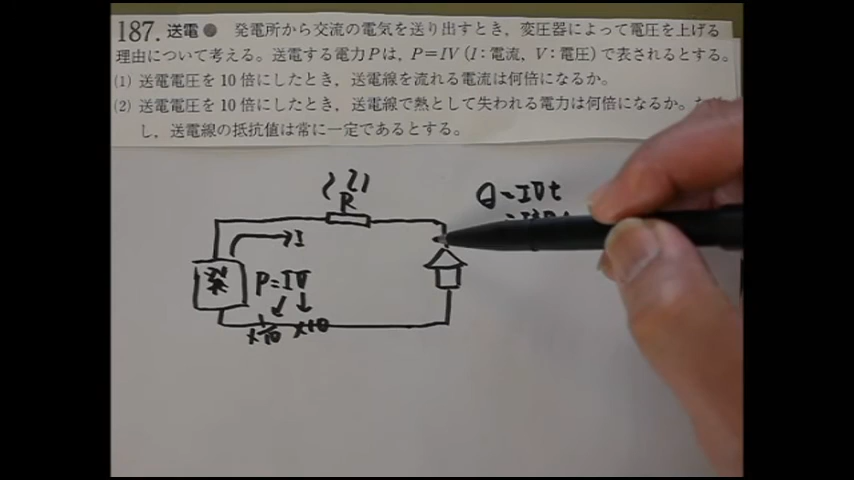 187. 送電● 発電所から交流の電気を送り出すとき，変圧器によって電圧を上げる
理由について考える。送電する電力Pは，P＝IV（I：電流，V：電圧）で表されるとする。
(1) 送電電圧を10倍にしたとき，送電線を流れる電流は何倍になるか。
(2) 送電電圧を10倍にしたとき，送電線で熱として失われる電力は何倍になるか。
し，送電線の抵抗値は常に一定であるとする。
R
Q=IVt
I
発
P=IV
×1/10 ×10